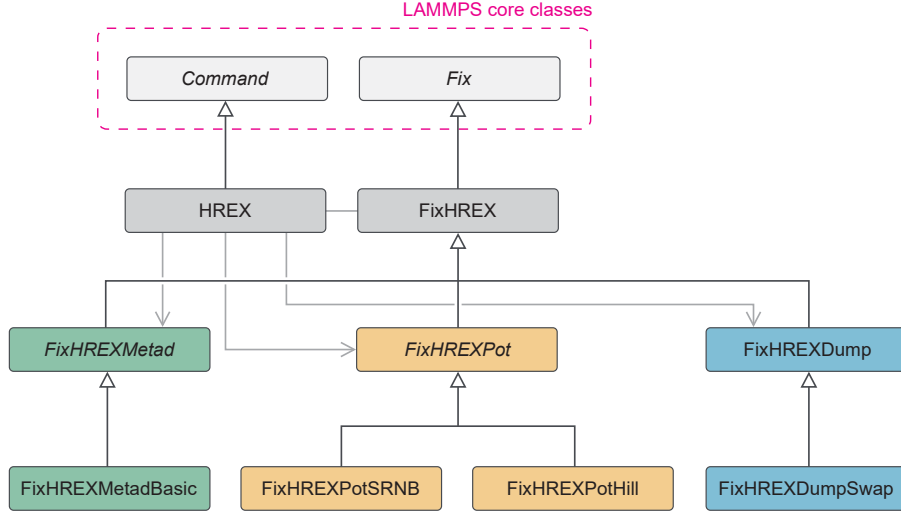 LAMMPS core classes
Command
Fix
HREX
FixHREX
FixHREXMetad
FixHREXPot
FixHREXDump
FixHREXMetadBasic
FixHREXPotSRNB
FixHREXPotHill
FixHREXDumpSwap